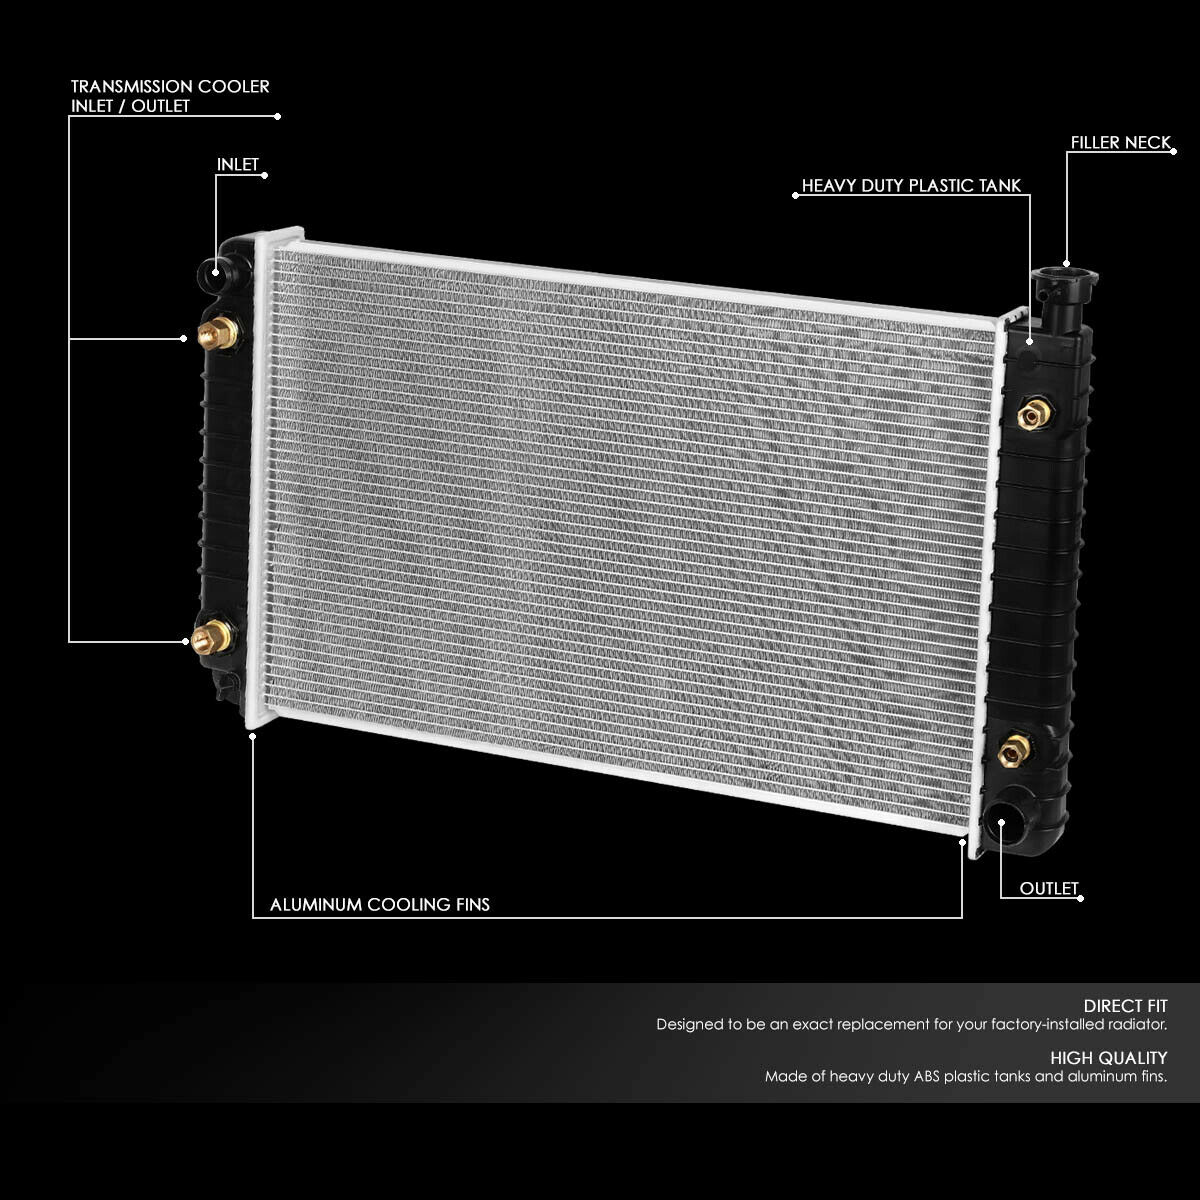 TRANSMISSION COOLER
INLET / OUTLET
INLET
FILLER NECK
HEAVY DUTY PLASTIC TANK
ALUMINUM COOLING FINS
OUTLET
DIRECT FIT
Designed to be an exact replacement for your factory-installed radiator.
HIGH QUALITY
Made of heavy duty ABS plastic tanks and aluminum fins.